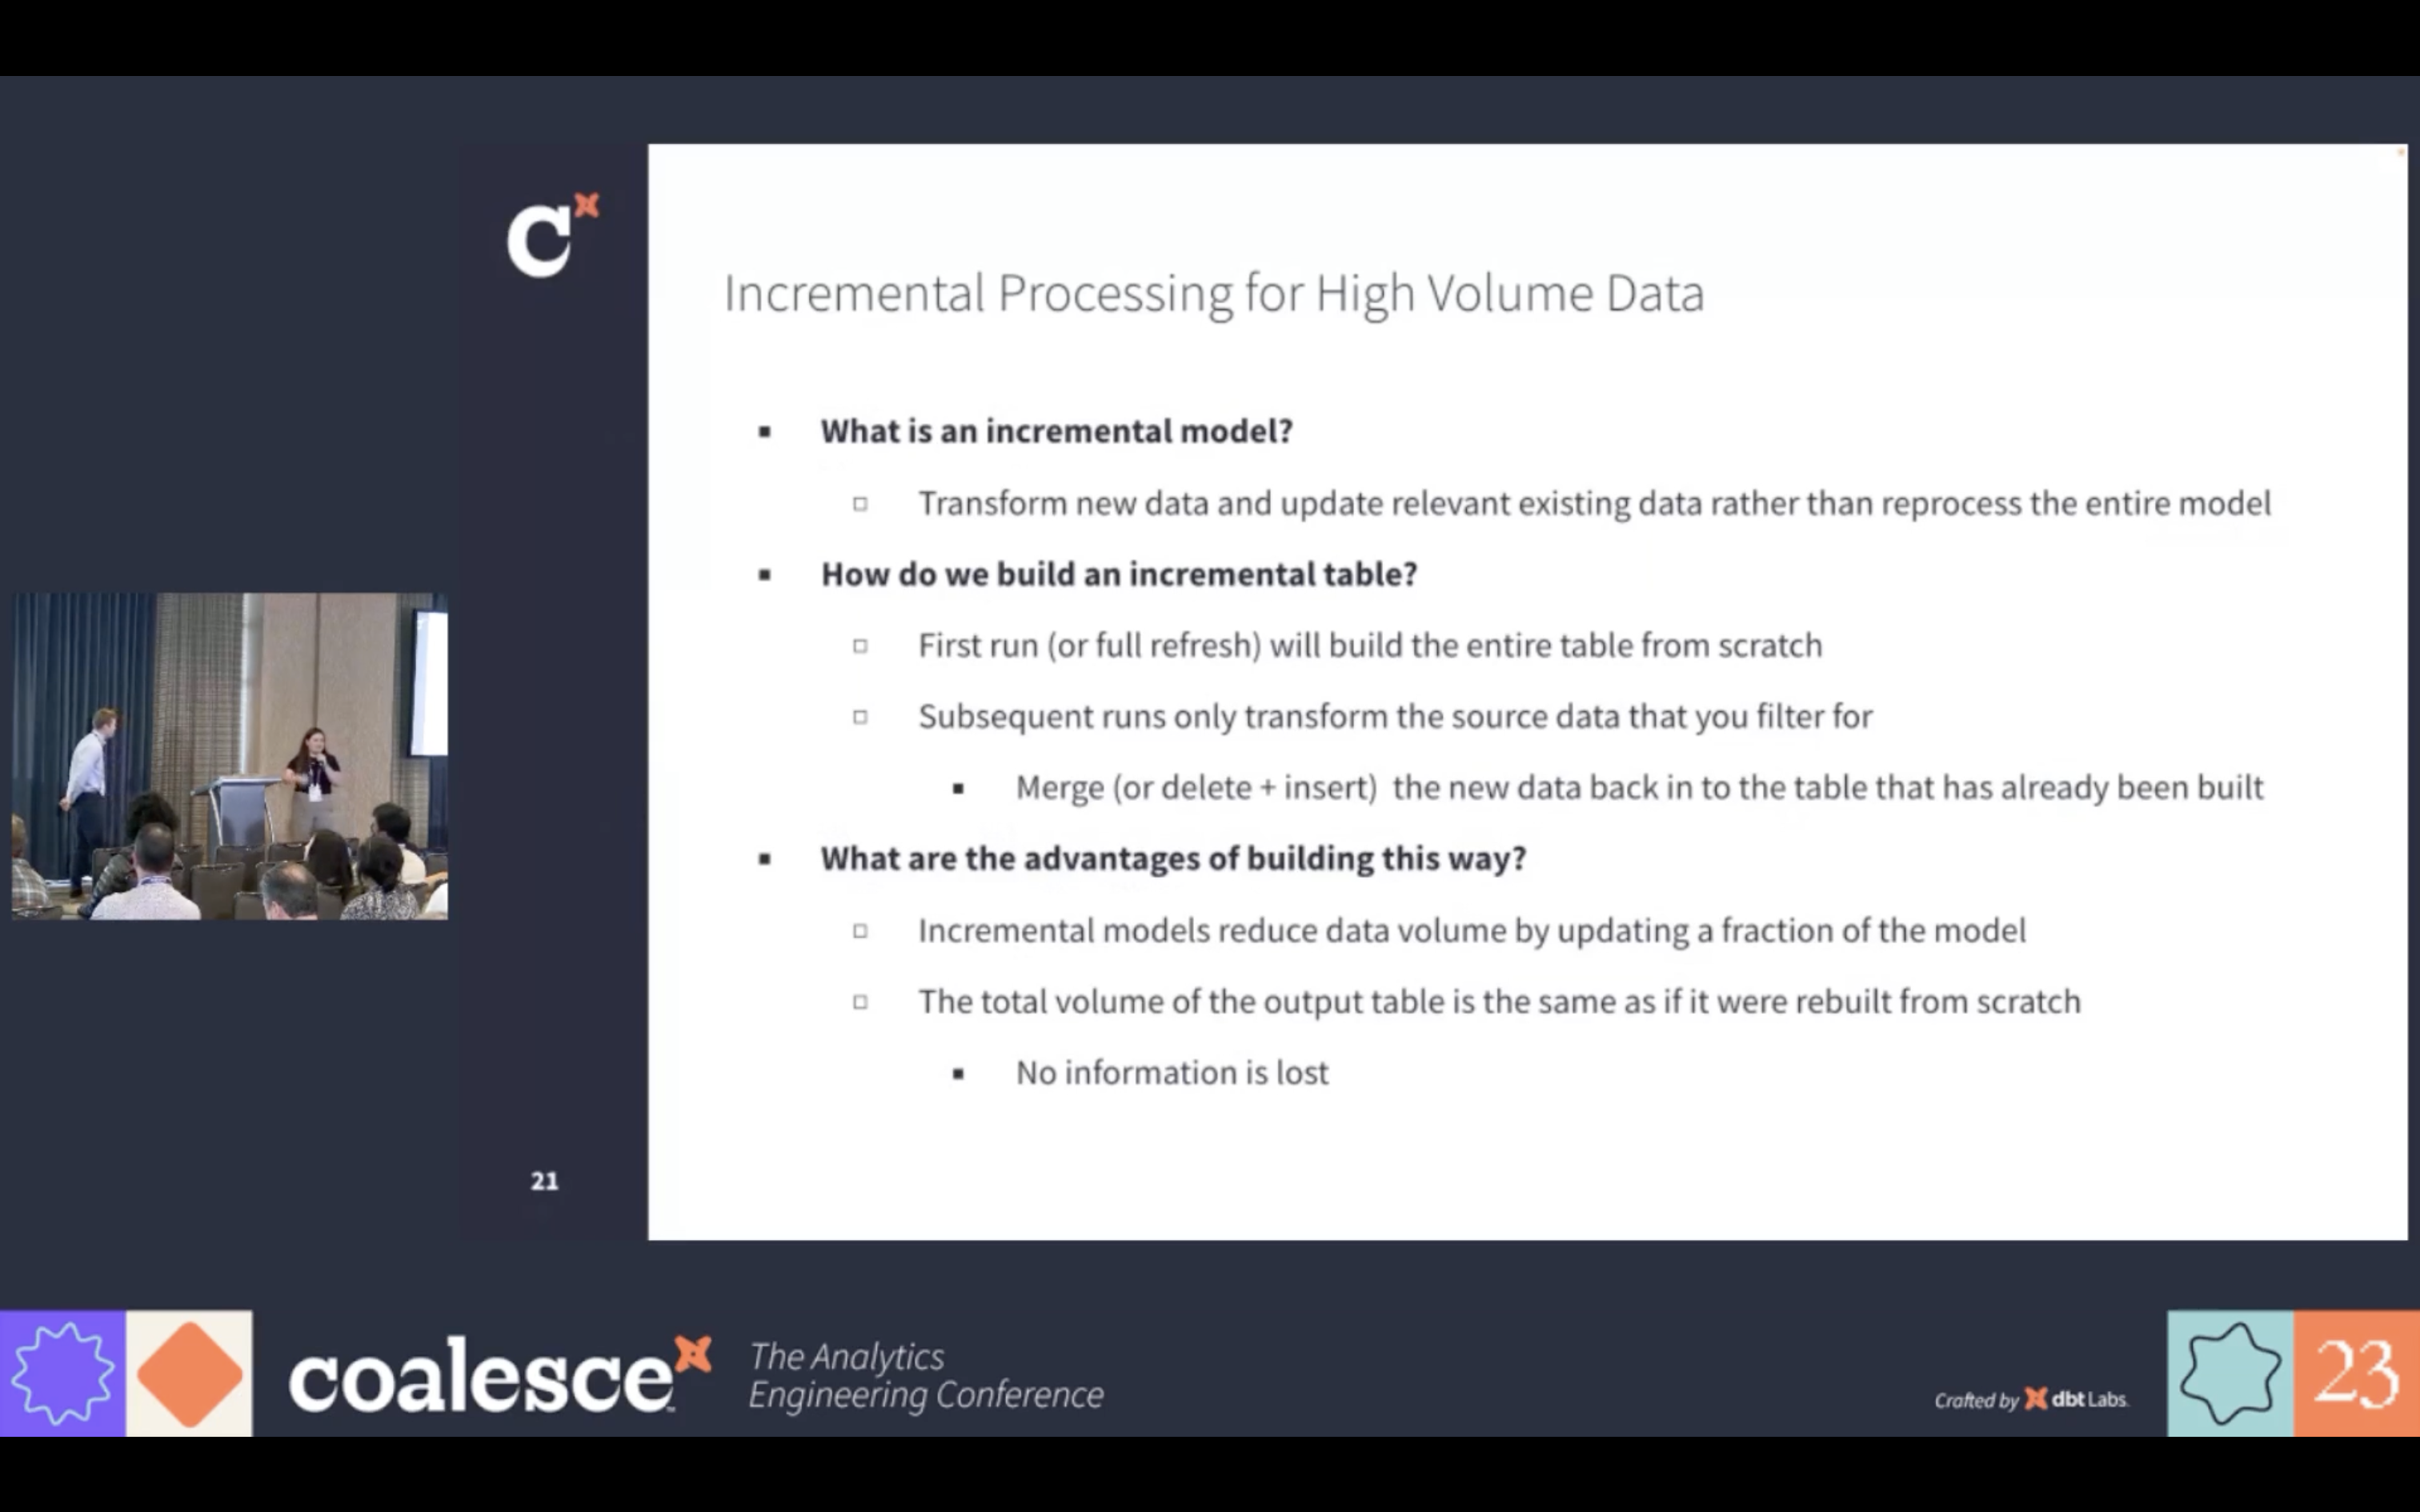 C
Incremental Processing for High Volume Data
▪ What is an incremental model?
▫ Transform new data and update relevant existing data rather than reprocess the entire model
▪ How do we build an incremental table?
▫ First run (or full refresh) will build the entire table from scratch
▫ Subsequent runs only transform the source data that you filter for
▪ Merge (or delete + insert)  the new data back in to the table that has already been built
▪ What are the advantages of building this way?
▫ Incremental models reduce data volume by updating a fraction of the model
▫ The total volume of the output table is the same as if it were rebuilt from scratch
▪ No information is lost
21
coalesce
The Analytics
Engineering Conference
Crafted by dbt Labs.
23